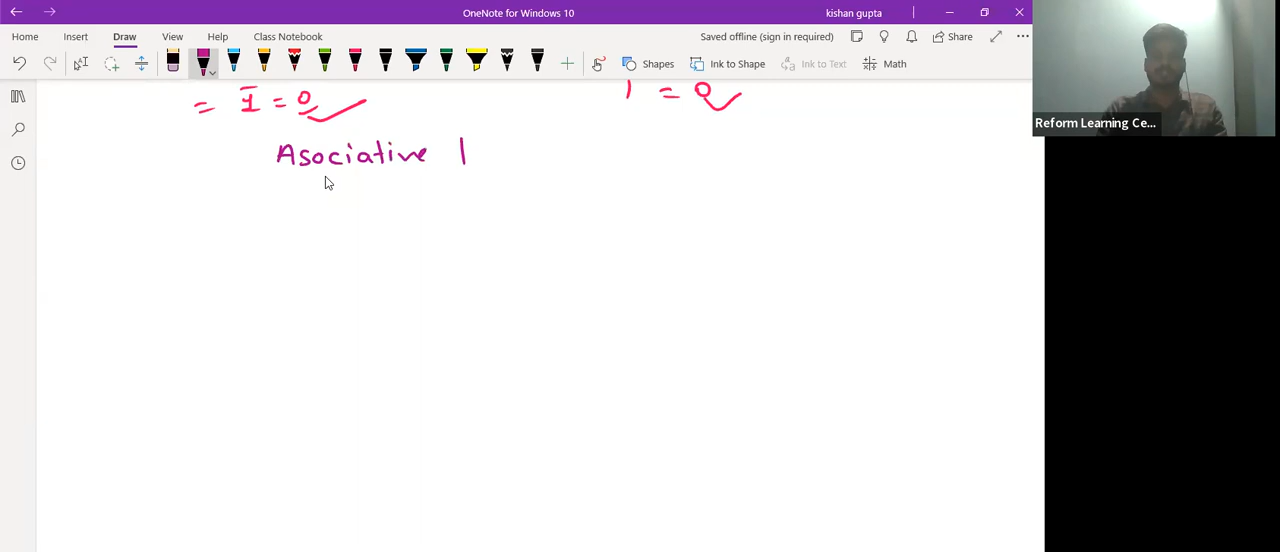 OneNote for Windows 10
kishan gupta
Home Insert Draw View Help Class Notebook
Saved offline (sign in required)
Share
Shapes
Ink to Shape
Ink to Text
Math
= 1̅ = 0
1 = 0
Asociative |
Reform Learning Ce...